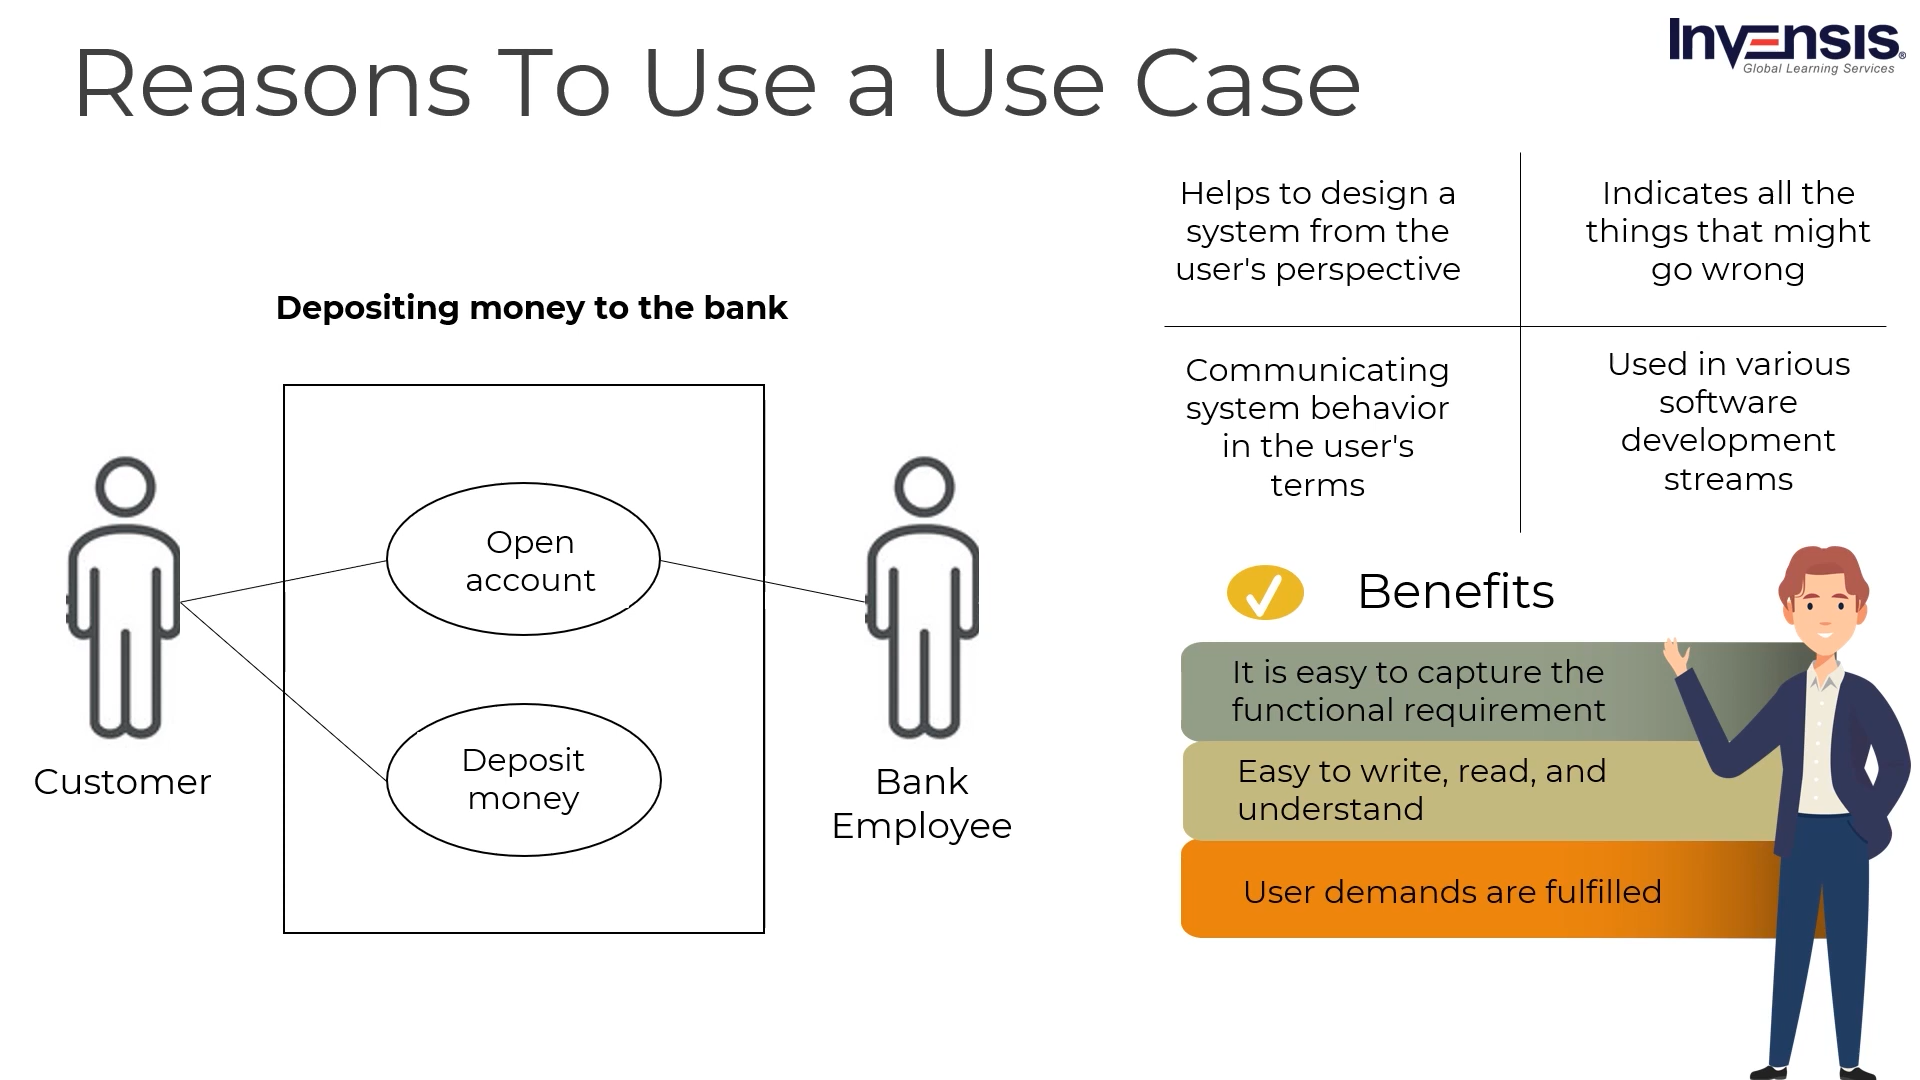 Reasons To Use a Use Case
Invensis®
Global Learning Services
Depositing money to the bank
Open
account
Deposit
money
Customer
Bank
Employee
Helps to design a
system from the
user's perspective
Indicates all the
things that might
go wrong
Communicating
system behavior
in the user's
terms
Used in various
software
development
streams
Benefits
It is easy to capture the
functional requirement
Easy to write, read, and
understand
User demands are fulfilled